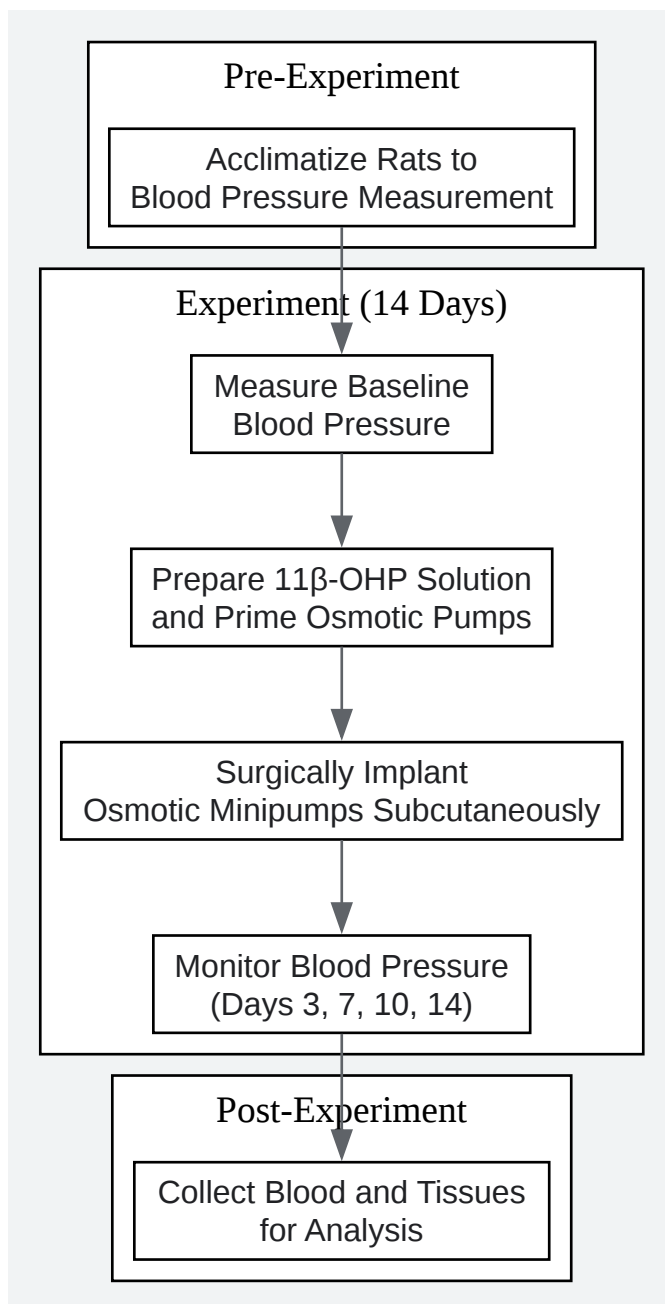 Pre-Experiment
Acclimatize Rats to
Blood Pressure Measurement
Experiment (14 Days)
Measure Baseline
Blood Pressure
Prepare 11β-OHP Solution
and Prime Osmotic Pumps
Surgically Implant
Osmotic Minipumps Subcutaneously
Monitor Blood Pressure
(Days 3, 7, 10, 14)
Post-Experiment
Collect Blood and Tissues
for Analysis